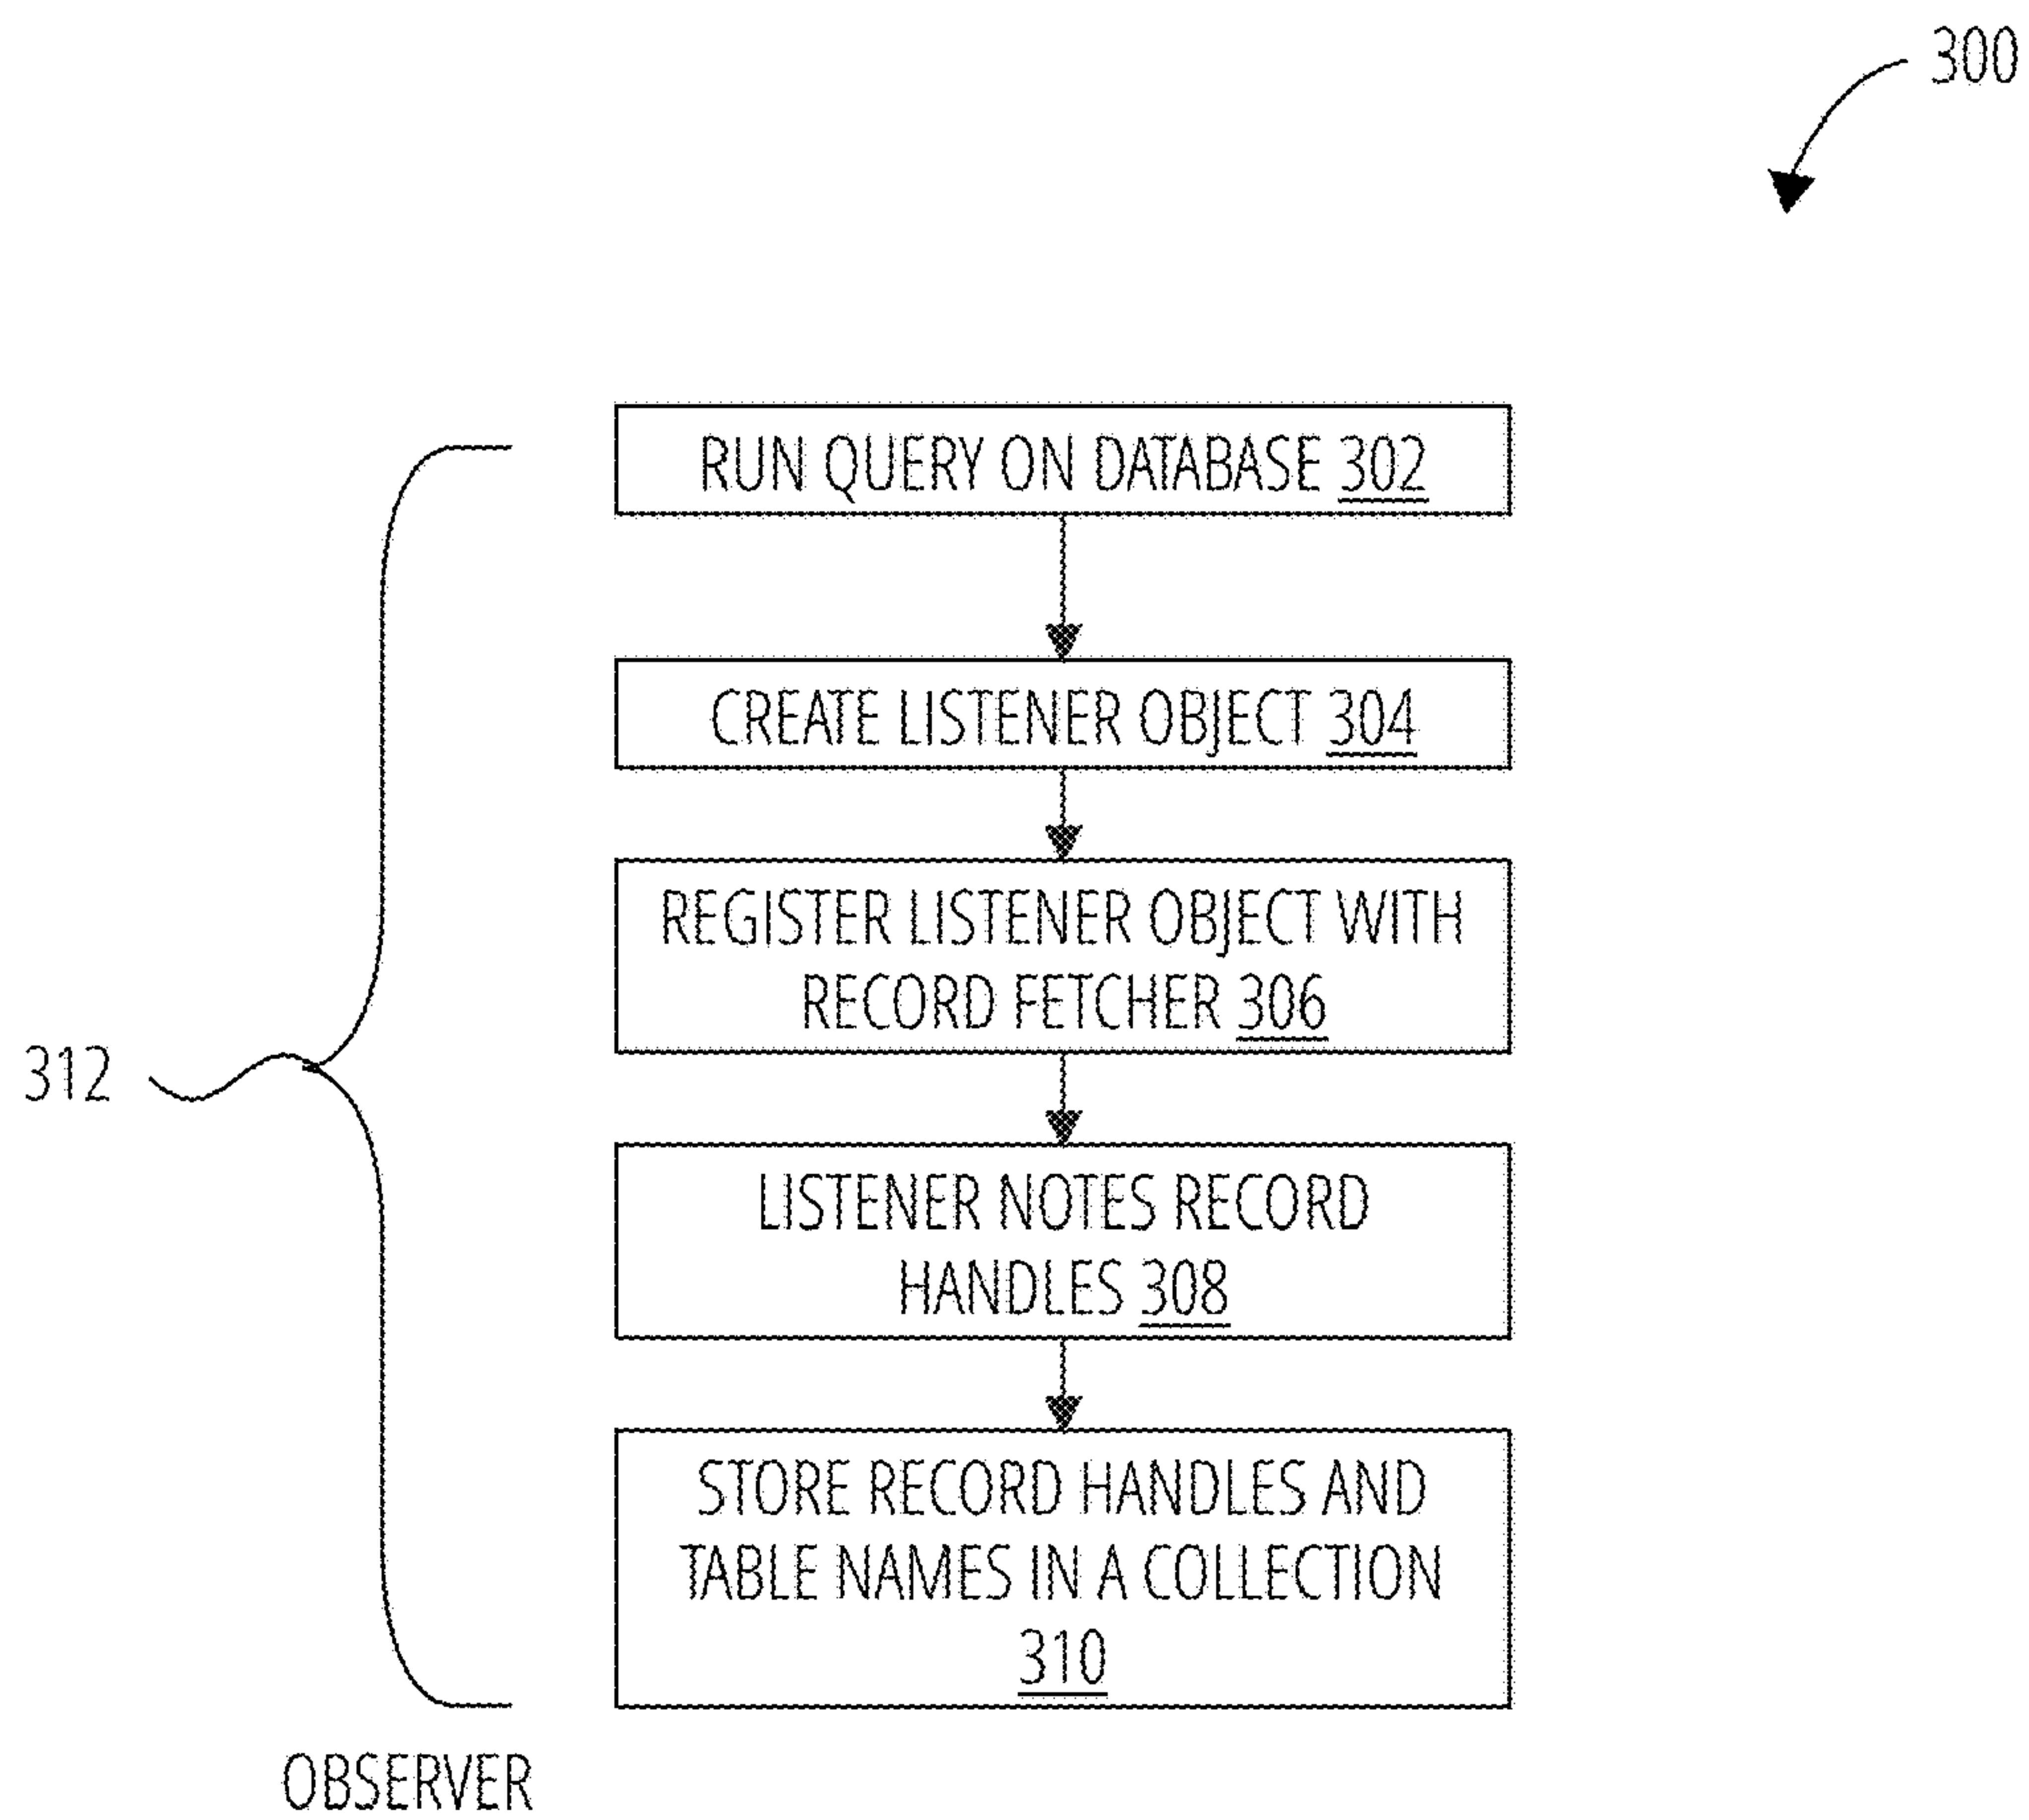 300
RUN QUERY ON DATABASE 302
CREATE LISTENER OBJECT 304
REGISTER LISTENER OBJECT WITH
RECORD FETCHER 306
312
LISTENER NOTES RECORD
HANDLES 308
STORE RECORD HANDLES AND
TABLE NAMES IN A COLLECTION
310
OBSERVER